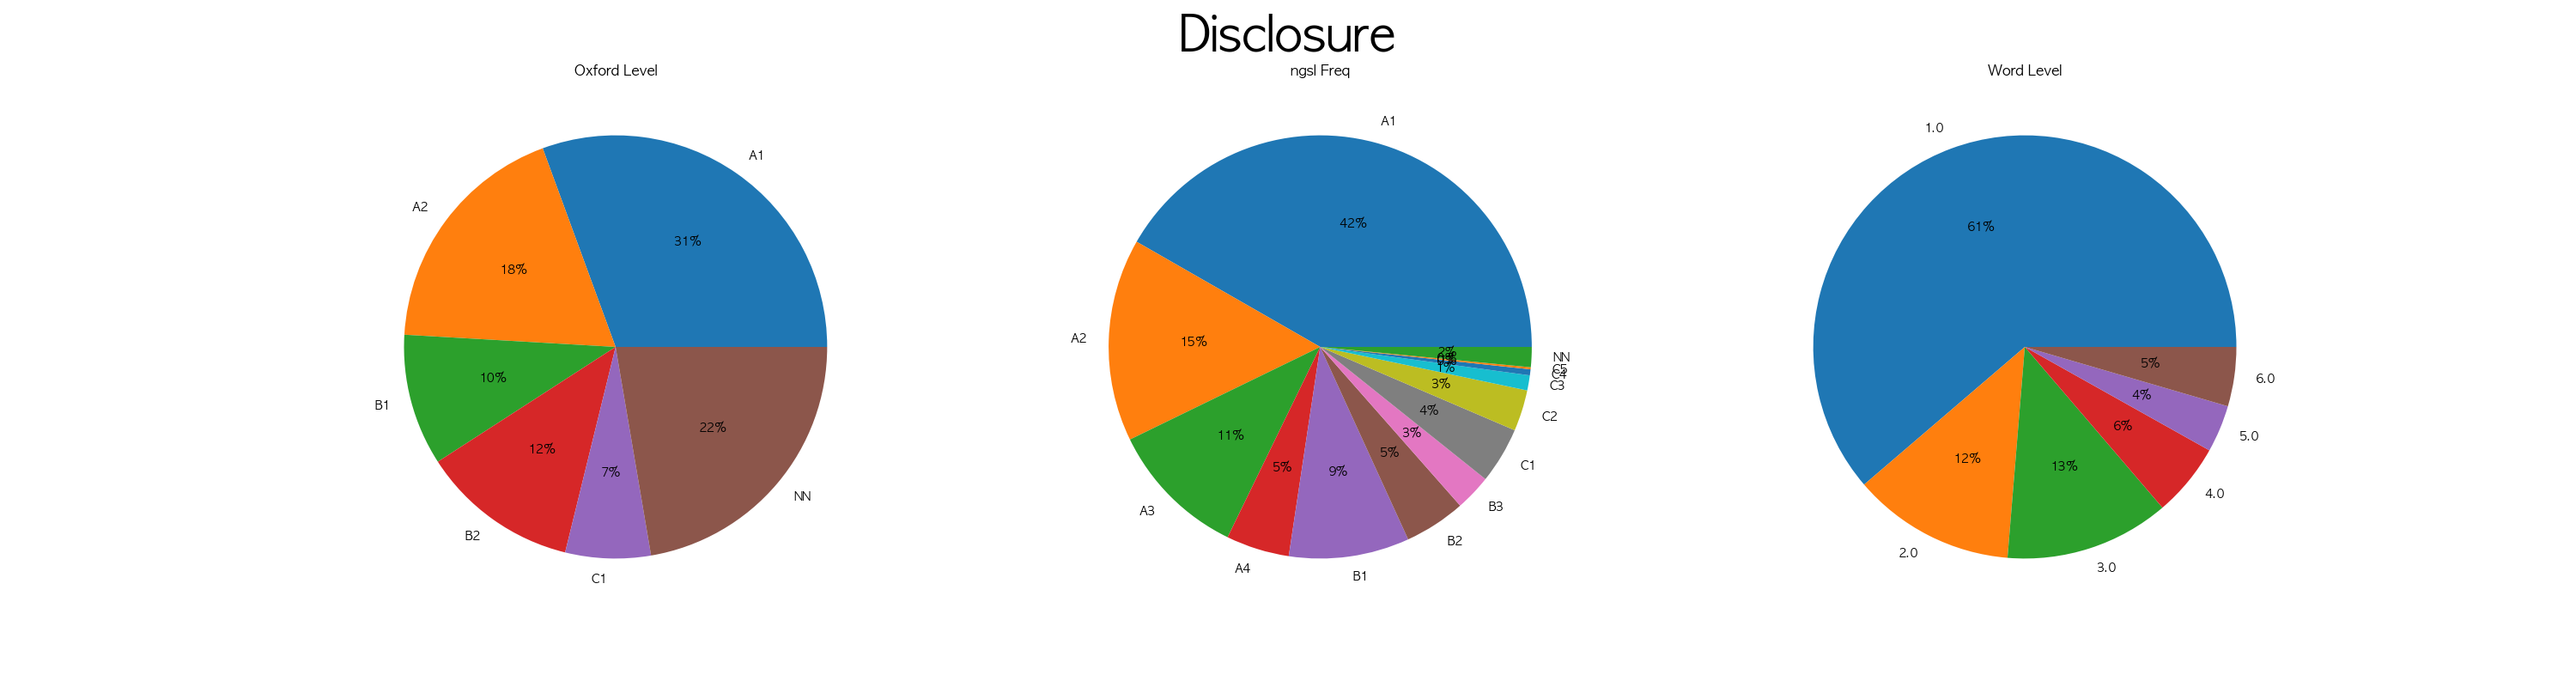 Disclosure
Oxford Level
A1
31%
A2
18%
B1
10%
B2
12%
C1
7%
NN
22%
ngsl Freq
A1
42%
A2
15%
A3
11%
A4
5%
B1
9%
B2
5%
B3
3%
C1
4%
C2
3%
C3
1%
C4
C5
NN
2%
Word Level
1.0
61%
2.0
12%
3.0
13%
4.0
6%
5.0
4%
6.0
5%